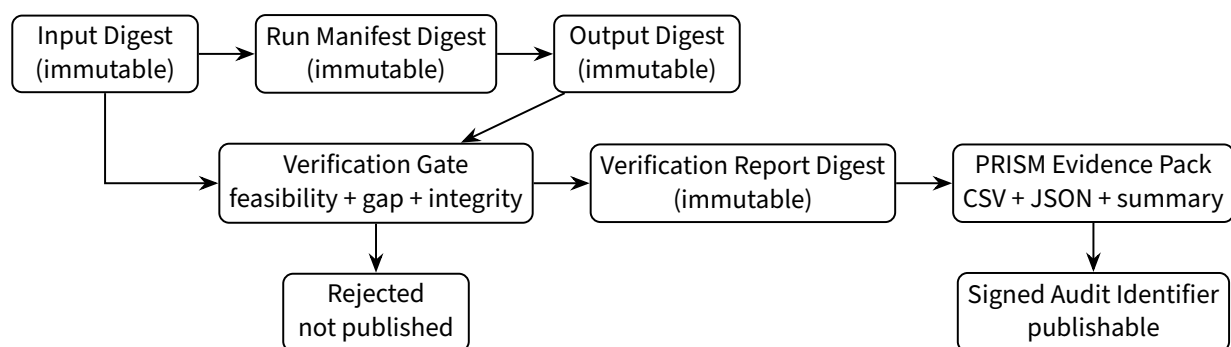 Input Digest
(immutable)
Run Manifest Digest
(immutable)
Output Digest
(immutable)
Verification Gate
feasibility + gap + integrity
Verification Report Digest
(immutable)
PRISM Evidence Pack
CSV + JSON + summary
Rejected
not published
Signed Audit Identifier
publishable